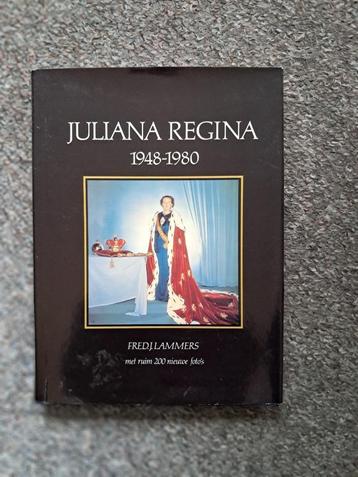 JULIANA REGINA
1948-1980
FRED J. LAMMERS
met ruim 200 nieuwe foto's